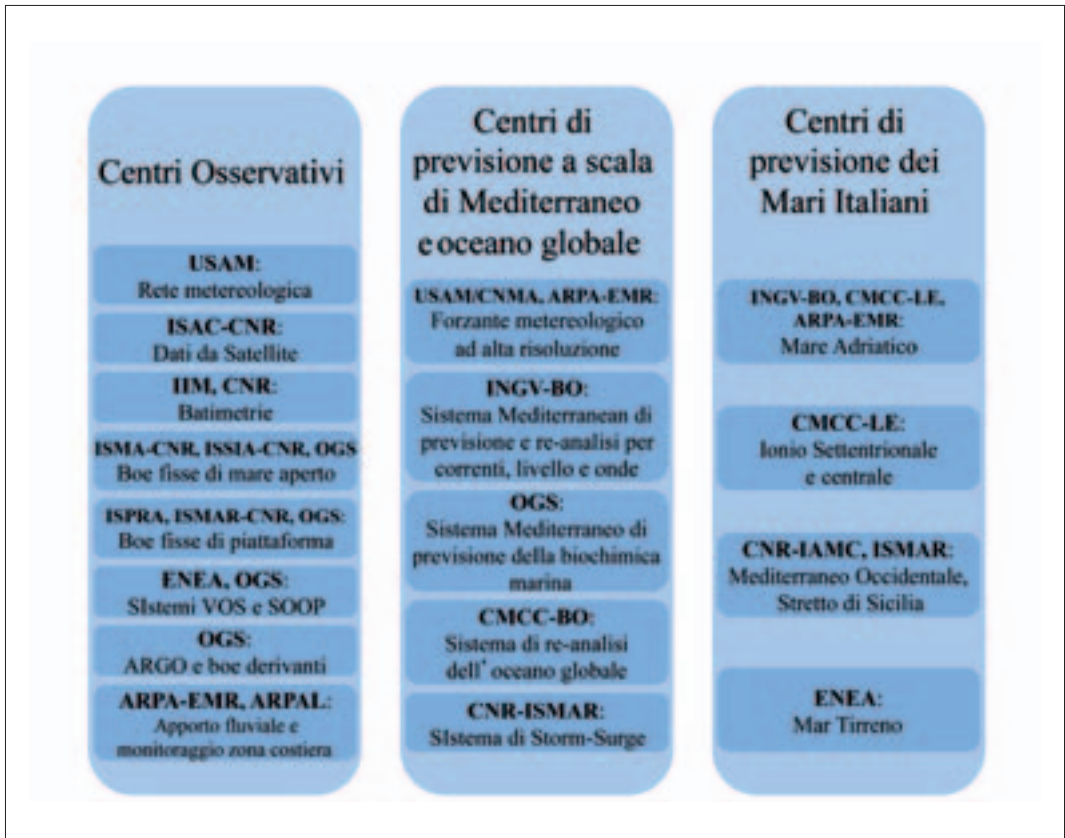 Centri Osservativi
USAM:
Rete metereologica
ISAC-CNR:
Dati da Satellite
IIM, CNR:
Batimetrie
ISMA-CNR, ISSIA-CNR, OGS
Boe fisse di mare aperto
ISPRA, ISMAR-CNR, OGS:
Boe fisse di piattaforma
ENEA, OGS:
SIstemi VOS e SOOP
OGS:
ARGO e boe derivanti
ARPA-EMR, ARPAL:
Apporto fluviale e
monitoraggio zona costiera
Centri di
previsione a scala
di Mediterraneo
e oceano globale
USAM/CNMA, ARPA-EMR:
Forzante metereologico
ad alta risoluzione
INGV-BO:
Sistema Mediterranean di
previsione e re-analisi per
correnti, livello e onde
OGS:
Sistema Mediterraneo di
previsione della biochimica
marina
CMCC-BO:
Sistema di re-analisi
dell' oceano globale
CNR-ISMAR:
SIstema di Storm-Surge
Centri di
previsione dei
Mari Italiani
INGV-BO, CMCC-LE,
ARPA-EMR:
Mare Adriatico
CMCC-LE:
Ionio Settentrionale
e centrale
CNR-IAMC, ISMAR:
Mediterraneo Occidentale,
Stretto di Sicilia
ENEA:
Mar Tirreno